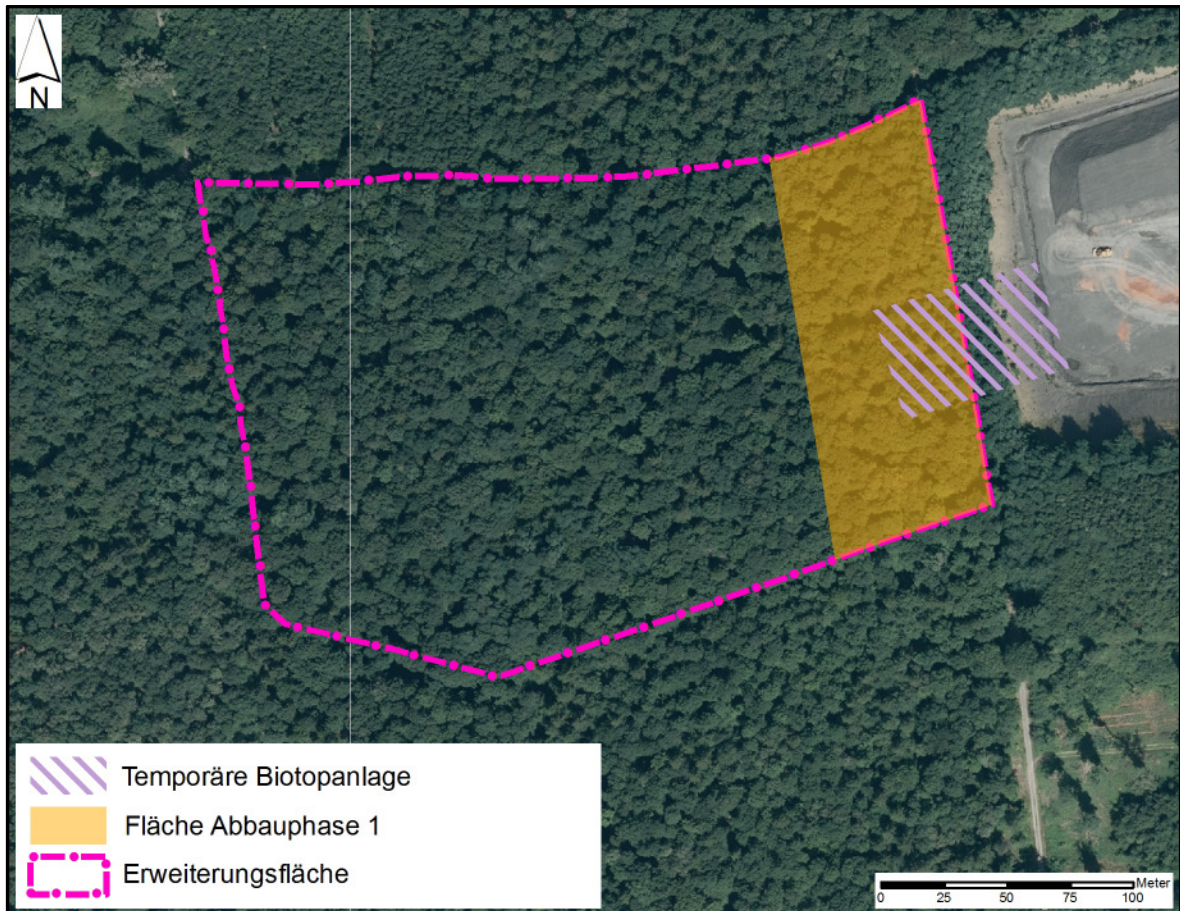 N
Temporäre Biotopanlage
Fläche Abbauphase 1
Erweiterungsfläche
Meter
0 25 50 75 100